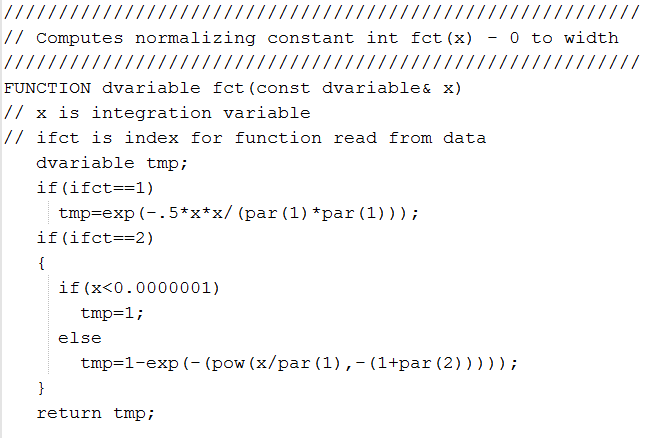 //////////////////////////////////////////////////////////
// Computes normalizing constant int fct(x) - 0 to width
//////////////////////////////////////////////////////////
FUNCTION dvariable fct(const dvariable& x)
// x is integration variable
// ifct is index for function read from data
   dvariable tmp;
   if(ifct==1)
     tmp=exp(-.5*x*x/(par(1)*par(1)));
   if(ifct==2)
   {
     if(x<0.0000001)
       tmp=1;
     else
       tmp=1-exp(-(pow(x/par(1),-(1+par(2)))));
   }
   return tmp;